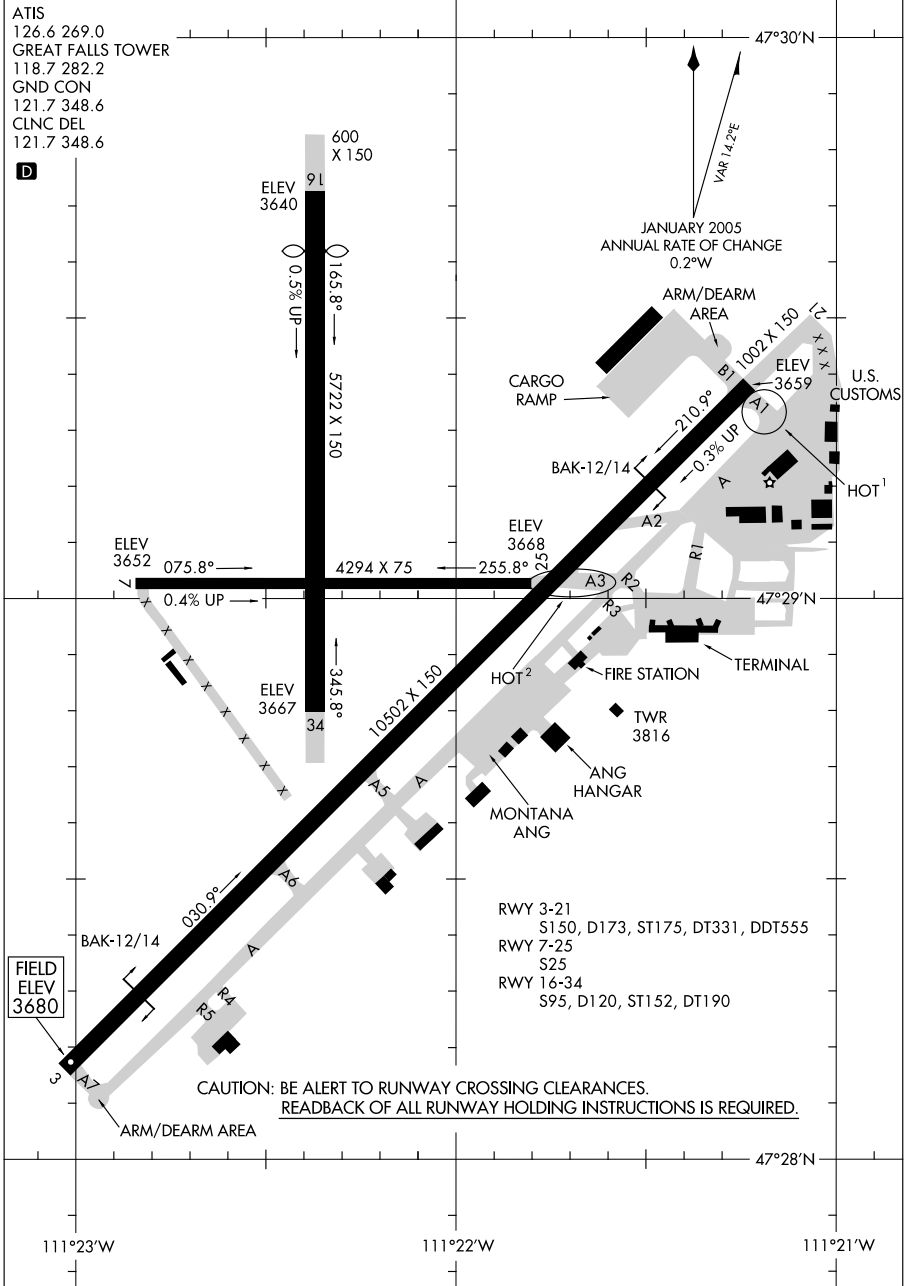 ATIS
126.6 269.0
GREAT FALLS TOWER
118.7 282.2
GND CON
121.7 348.6
CLNC DEL
121.7 348.6
D
47°30'N
VAR 14.2°E
JANUARY 2005
ANNUAL RATE OF CHANGE
0.2°W
600
X 150
16
ELEV
3640
0.5% UP
165.8°
5722 X 150
ARM/DEARM
AREA
1002 X 150
21
X X X
B1
ELEV
3659
U.S.
CUSTOMS
CARGO
RAMP
A1
210.9°
0.3% UP
BAK-12/14
A
HOT1
A2
ELEV
3668
25
ELEV
3652
7
075.8°
4294 X 75
255.8°
A3
R1
R2
R3
0.4% UP
47°29'N
X
X
X
X
X
X
X
HOT2
FIRE STATION
TERMINAL
345.8°
ELEV
3667
34
10502 X 150
TWR
3816
ANG
HANGAR
MONTANA
ANG
A5
A
A6
030.9°
A
BAK-12/14
RWY 3-21
S150, D173, ST175, DT331, DDT555
RWY 7-25
S25
RWY 16-34
S95, D120, ST152, DT190
FIELD
ELEV
3680
R4
R5
3
A7
CAUTION: BE ALERT TO RUNWAY CROSSING CLEARANCES.
READBACK OF ALL RUNWAY HOLDING INSTRUCTIONS IS REQUIRED.
ARM/DEARM AREA
47°28'N
111°23'W
111°22'W
111°21'W